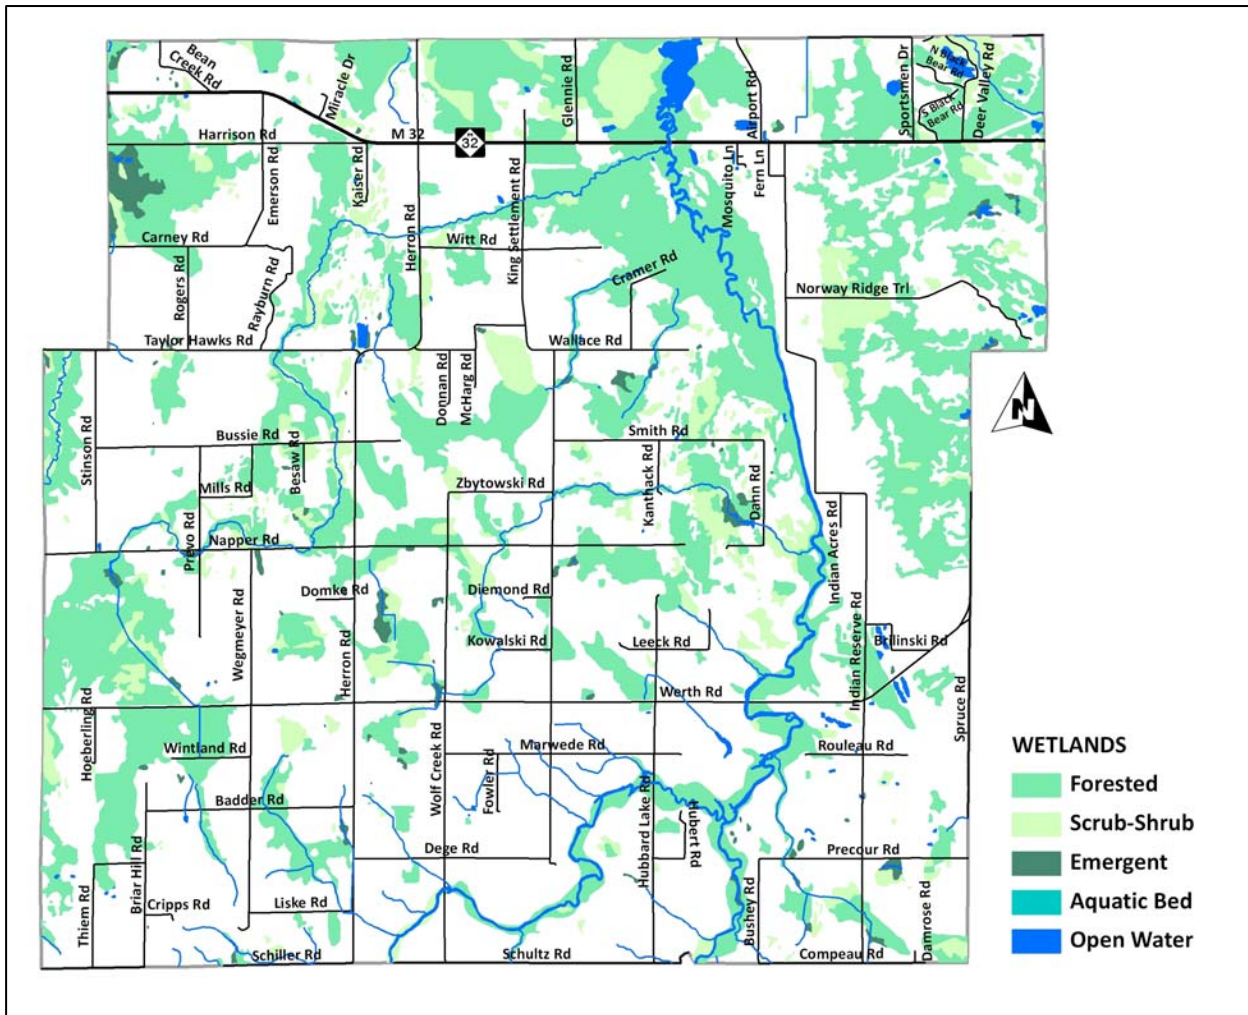 Bean
Creek Rd
Miracle Dr
Glennie Rd
Airport Rd
Sportsmen Dr
N Black
Bear Rd
S Black
Bear Rd
Deer Valley Rd
Harrison Rd
M 32
32
Emerson Rd
Kaiser Rd
Herron Rd
King Settlement Rd
Mosquito Ln
Fern Ln
Carney Rd
Witt Rd
Rogers Rd
Rayburn Rd
Cramer Rd
Norway Ridge Trl
Taylor Hawks Rd
Wallace Rd
Donnan Rd
McHarg Rd
N
Stinson Rd
Bussie Rd
Besaw Rd
Smith Rd
Mills Rd
Zbytowski Rd
Kanthack Rd
Dann Rd
Prevo Rd
Napper Rd
Indian Acres Rd
Domke Rd
Diemond Rd
Wegmeyer Rd
Herron Rd
Kowalski Rd
Leeck Rd
Indian Reserve Rd
Brilinski Rd
Hoeberling Rd
Werth Rd
Spruce Rd
Wintland Rd
Wolf Creek Rd
Marwede Rd
Rouleau Rd
Fowler Rd
Badder Rd
Hubbard Lake Rd
Hubert Rd
Dege Rd
Precour Rd
Thiem Rd
Briar Hill Rd
Cripps Rd
Liske Rd
Bushey Rd
Damrose Rd
Schiller Rd
Schultz Rd
Compeau Rd
WETLANDS
Forested
Scrub-Shrub
Emergent
Aquatic Bed
Open Water